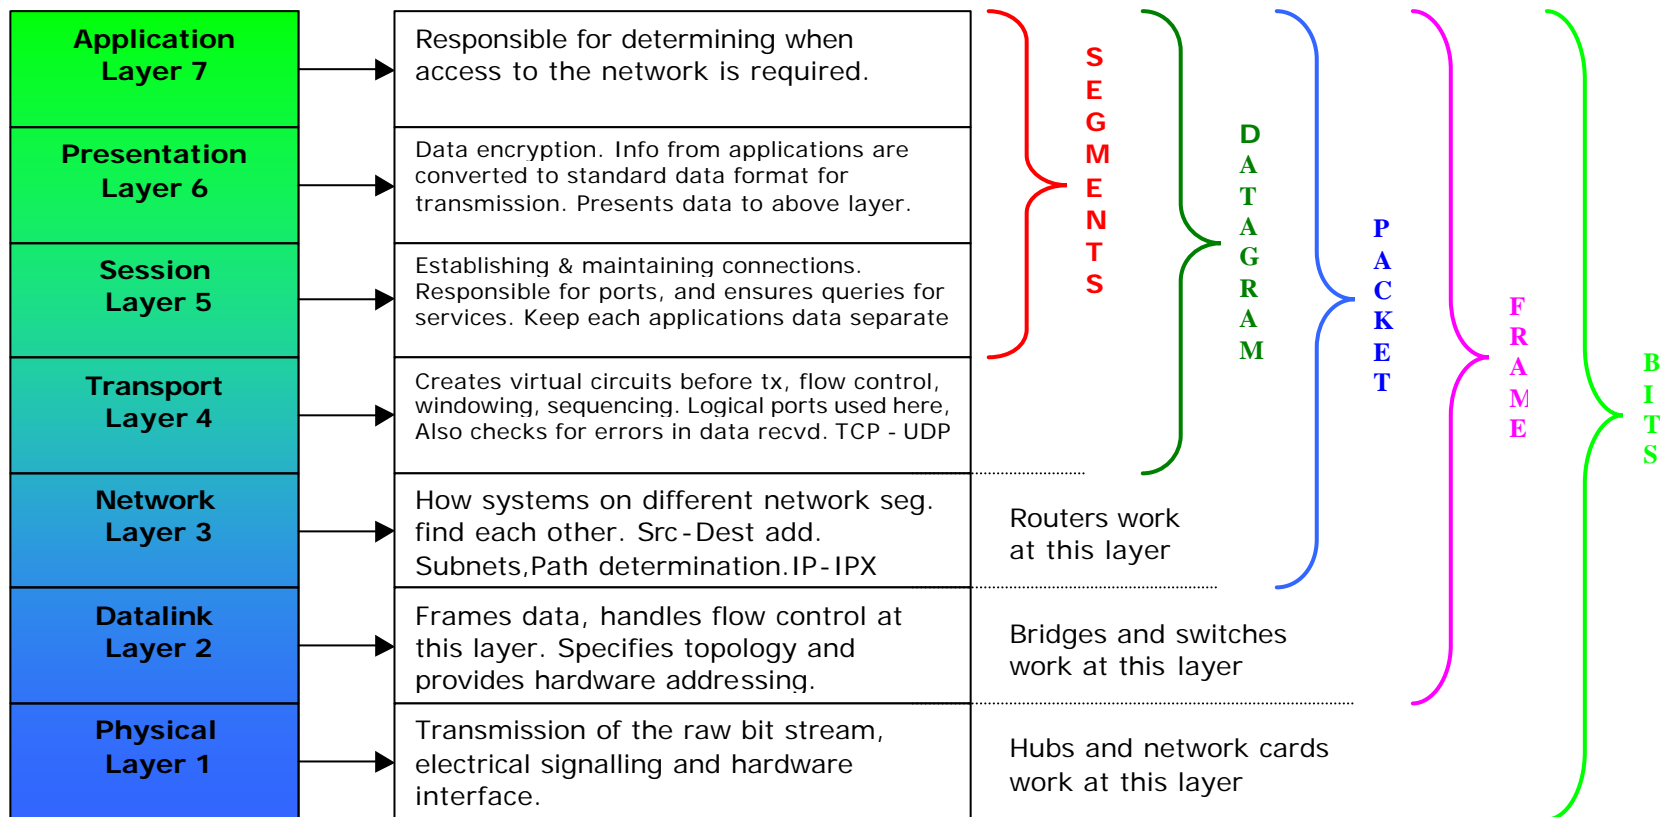 Application
Layer 7
Responsible for determining when
access to the network is required.
Presentation
Layer 6
Data encryption. Info from applications are
converted to standard data format for
transmission. Presents data to above layer.
Session
Layer 5
Establishing & maintaining connections.
Responsible for ports, and ensures queries for
services. Keep each applications data separate
Transport
Layer 4
Creates virtual circuits before tx, flow control,
windowing, sequencing. Logical ports used here,
Also checks for errors in data recvd. TCP - UDP
Network
Layer 3
How systems on different network seg.
find each other. Src-Dest add.
Subnets,Path determination.IP-IPX
Routers work
at this layer
Datalink
Layer 2
Frames data, handles flow control at
this layer. Specifies topology and
provides hardware addressing.
Bridges and switches
work at this layer
Physical
Layer 1
Transmission of the raw bit stream,
electrical signalling and hardware
interface.
Hubs and network cards
work at this layer
SEGMENTS
DATAGRAM
PACKET
FRAME
BITS